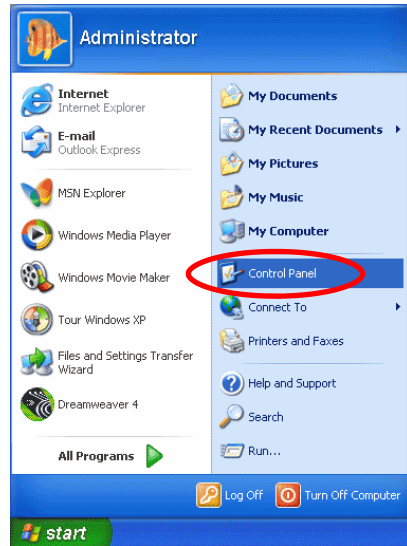 Administrator
Internet
Internet Explorer
E-mail
Outlook Express
MSN Explorer
Windows Media Player
Windows Movie Maker
Tour Windows XP
Files and Settings Transfer
Wizard
Dreamweaver 4
All Programs
My Documents
My Recent Documents
My Pictures
My Music
My Computer
Control Panel
Connect To
Printers and Faxes
Help and Support
Search
Run...
Log Off
Turn Off Computer
start